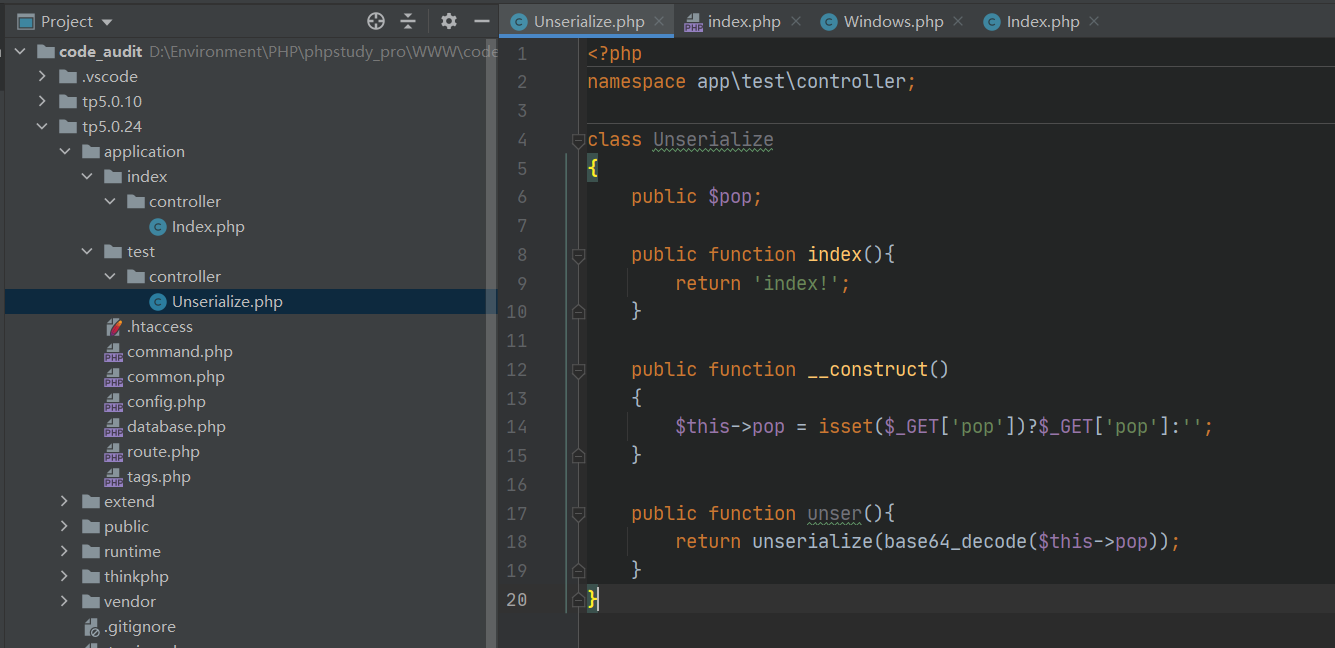 Project
code_audit D:\Environment\PHP\phpstudy_pro\WWW\code
.vscode
tp5.0.10
tp5.0.24
application
index
controller
Index.php
test
controller
Unserialize.php
.htaccess
command.php
common.php
config.php
database.php
route.php
tags.php
extend
public
runtime
thinkphp
vendor
.gitignore
Unserialize.php index.php Windows.php Index.php
1 <?php
2 namespace app\test\controller;
3
4 class Unserialize
5 {
6 public $pop;
7
8 public function index(){
9 return 'index!';
10 }
11
12 public function __construct()
13 {
14 $this->pop = isset($_GET['pop'])?$_GET['pop']:'';
15 }
16
17 public function unser(){
18 return unserialize(base64_decode($this->pop));
19 }
20 }